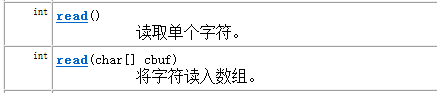 int read()
读取单个字符。
int read(char[] cbuf)
将字符读入数组。